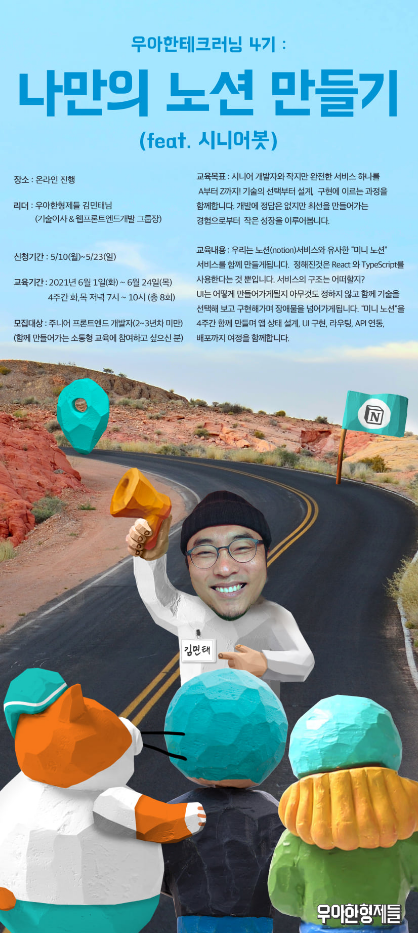 우아한테크러닝 4기 :
나만의 노션 만들기
(feat. 시니어봇)
장소 : 온라인 진행
리더 : 우아한형제들 김민태님
(기술이사 & 웹프론트엔드개발 그룹장)
신청기간 : 5/10(월)~5/23(일)
교육기간 : 2021년 6월 1일(화) ~ 6월 24일(목)
4주간 화,목 저녁 7시 ~ 10시 (총 8회)
모집대상 : 주니어 프론트엔드 개발자(2~3년차 미만)
(함께 만들어가는 소통형 교육에 참여하고 싶으신 분)
교육목표 : 시니어 개발자와 작지만 완전한 서비스 하나를
A부터 Z까지! 기술의 선택부터 설계, 구현에 이르는 과정을
함께합니다. 개발에 정답은 없지만 최선을 만들어가는
경험으로부터 작은 성장을 이루어봅니다.
교육내용 : 우리는 노션(notion)서비스와 유사한 "미니 노션"
서비스를 함께 만들게됩니다. 정해진것은 React 와 TypeScript를
사용한다는 것 뿐입니다. 서비스의 구조는 어떠할지?
UI는 어떻게 만들어가게될지 아무것도 정하지 않고 함께 기술을
선택해 보고 구현해가며 장애물을 넘어가게됩니다. "미니 노션"을
4주간 함께 만들며 앱 상태 설계, UI 구현, 라우팅, API 연동,
배포까지 여정을 함께합니다.
N
김민태
우아한형제들